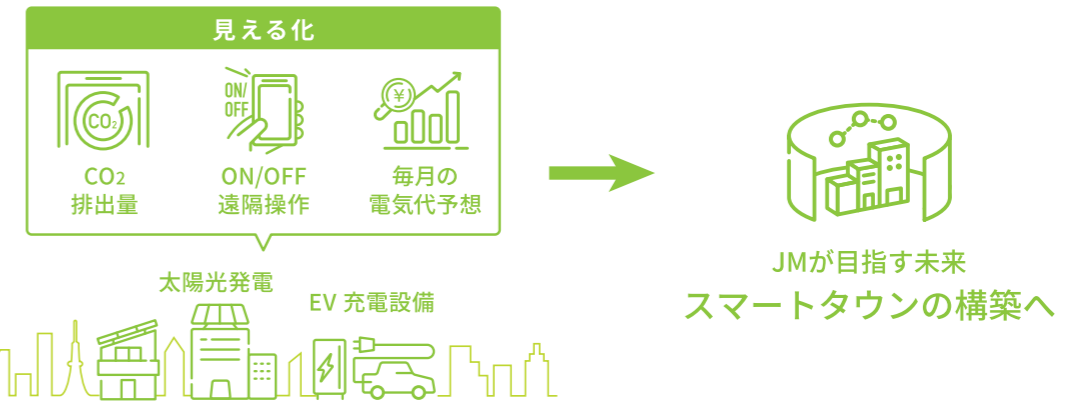 見える化
CO₂
ON/
OFF
¥
CO2
排出量
ON/OFF
遠隔操作
毎月の
電気代予想
太陽光発電
EV 充電設備
JMが目指す未来
スマートタウンの構築へ